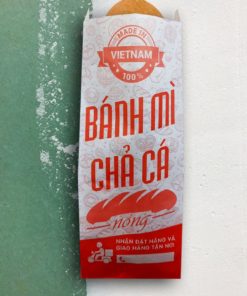 MADE IN
VIETNAM
100%
BÁNH MÌ
CHẢ CÁ
nóng
NHẬN ĐẶT HÀNG VÀ
GIAO HÀNG TẬN NƠI